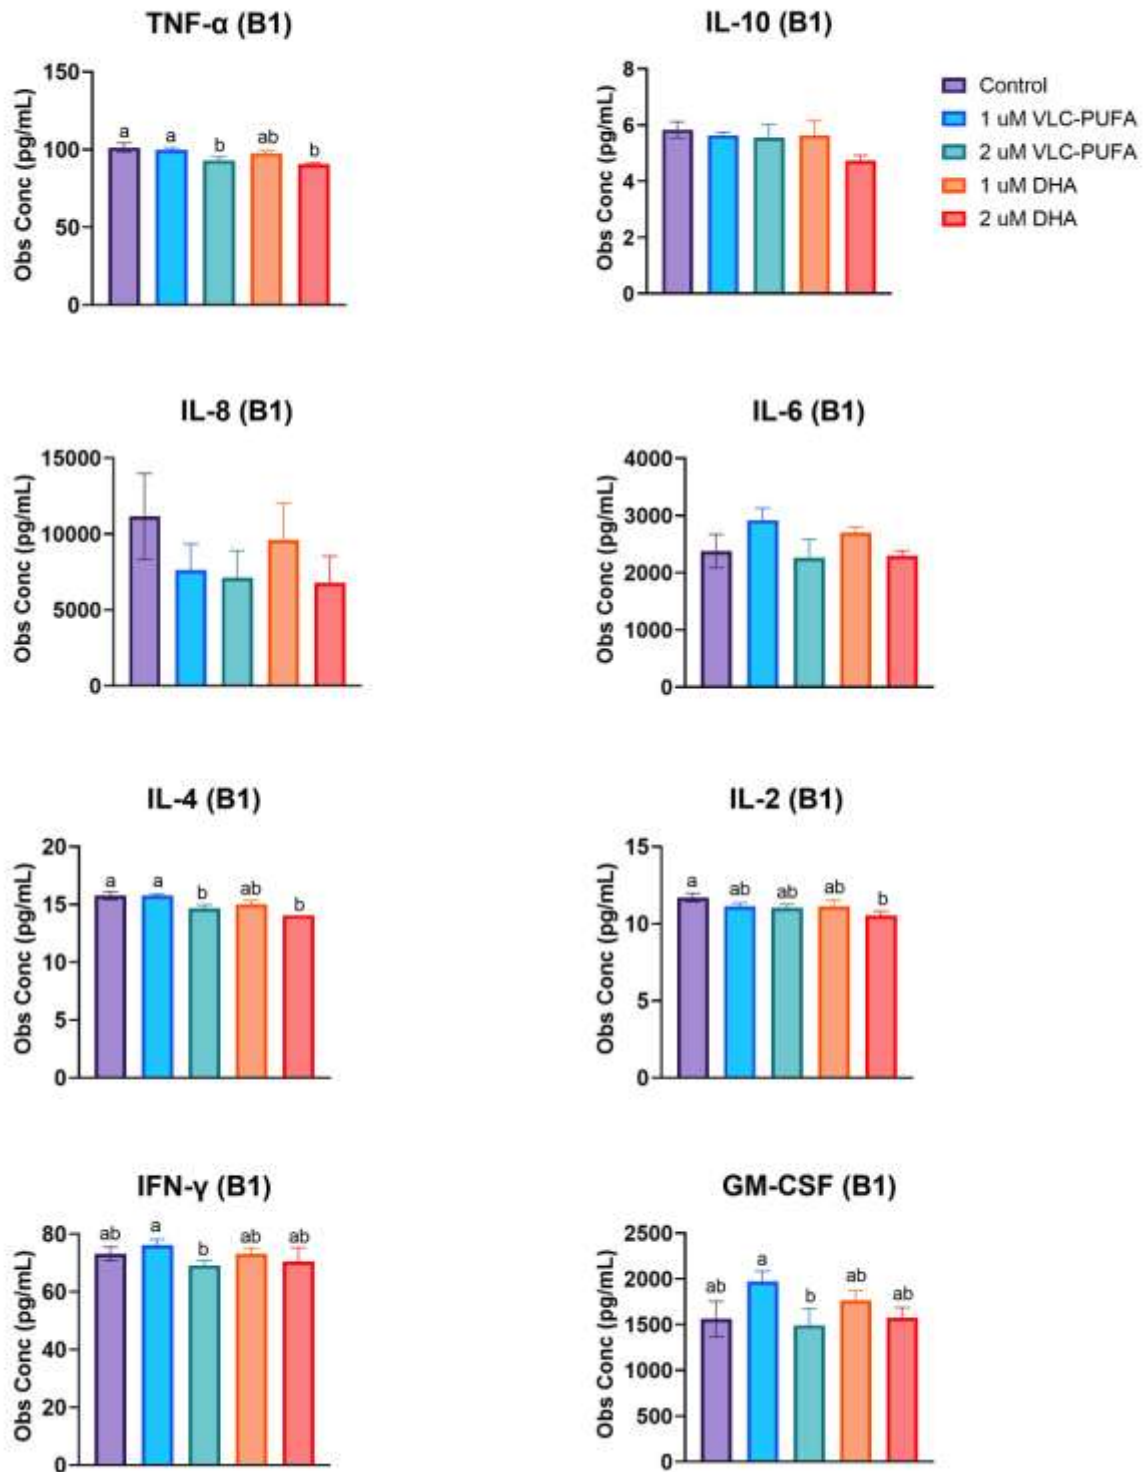 TNF-α (B1)
Obs Conc (pg/mL)
150
100
50
0
a
a
b
ab
b
IL-10 (B1)
Obs Conc (pg/mL)
8
6
4
2
0
Control
1 uM VLC-PUFA
2 uM VLC-PUFA
1 uM DHA
2 uM DHA
IL-8 (B1)
Obs Conc (pg/mL)
15000
10000
5000
0
IL-6 (B1)
Obs Conc (pg/mL)
4000
3000
2000
1000
0
IL-4 (B1)
Obs Conc (pg/mL)
20
15
10
5
0
a
a
b
ab
b
IL-2 (B1)
Obs Conc (pg/mL)
15
10
5
0
a
ab
ab
ab
b
IFN-γ (B1)
Obs Conc (pg/mL)
80
60
40
20
0
ab
a
b
ab
ab
GM-CSF (B1)
Obs Conc (pg/mL)
2500
2000
1500
1000
500
0
ab
a
b
ab
ab